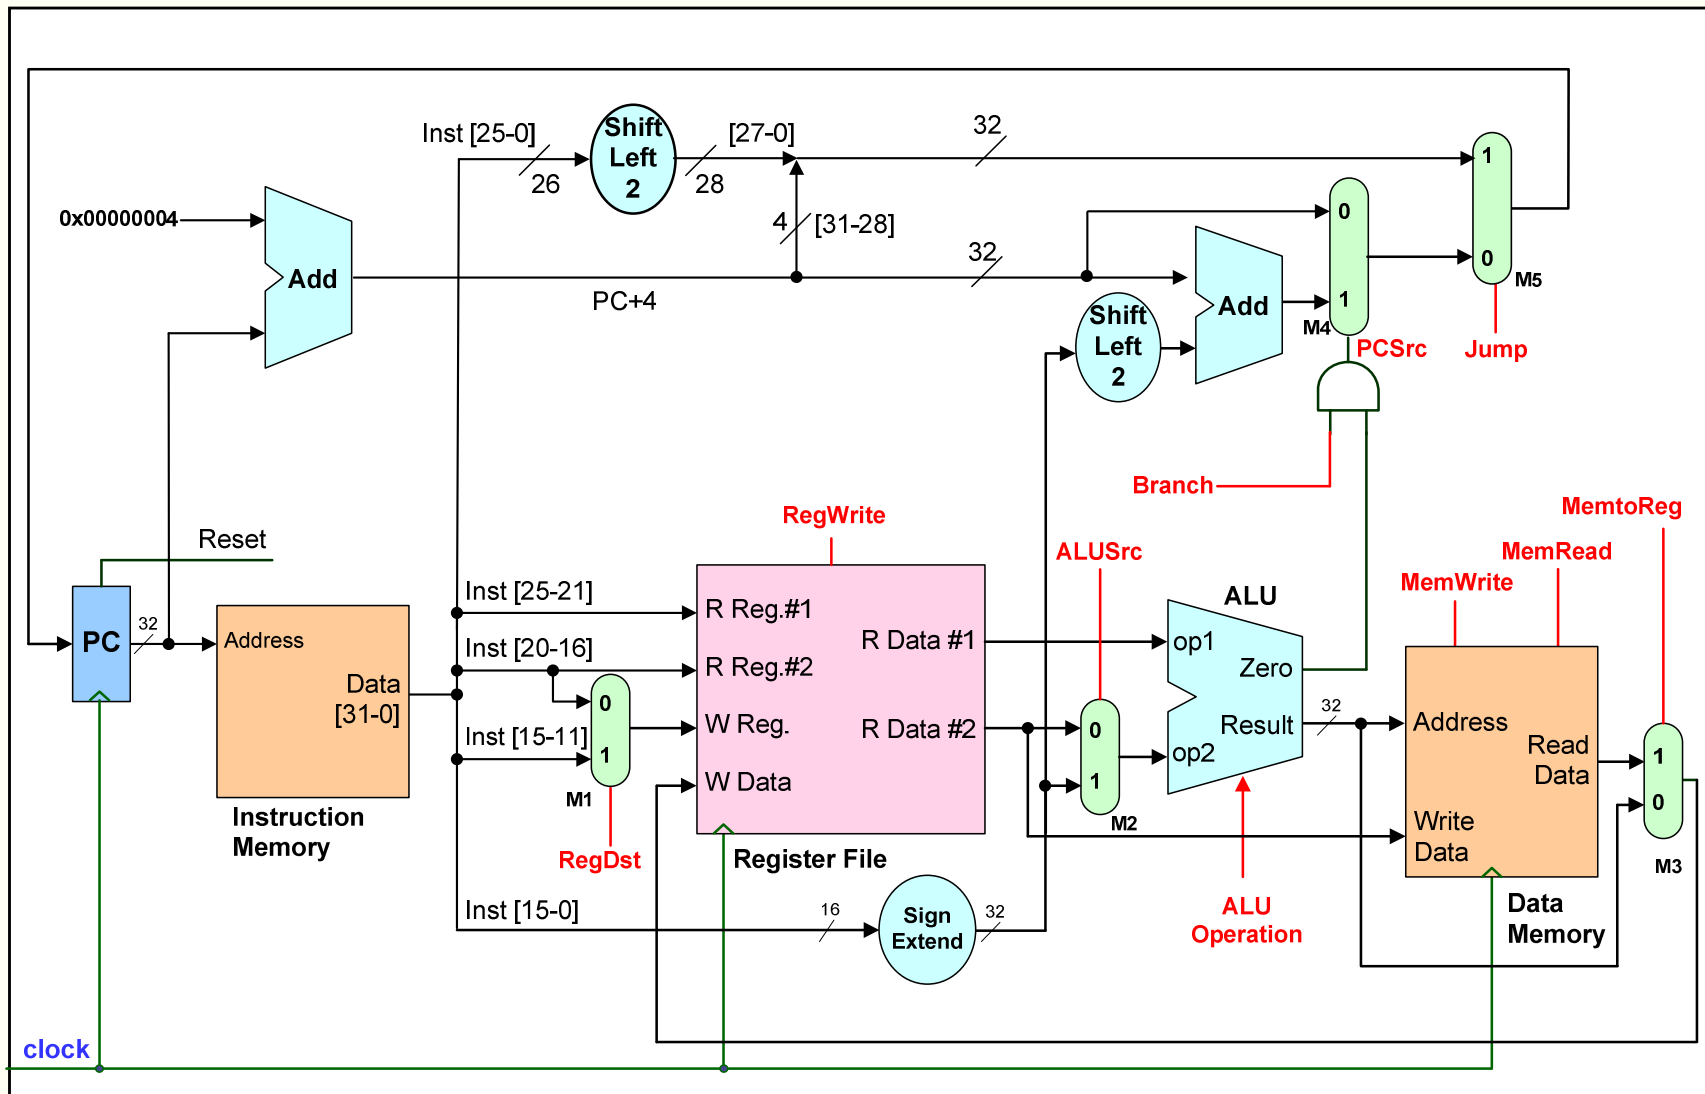 Inst [25-0]
26
Shift
Left
2
[27-0]
28
32
1
0
M5
Jump
0x00000004
Add
PC+4
4
[31-28]
32
Shift
Left
2
Add
0
1
M4
PCSrc
Branch
Reset
PC
32
Address
Data
[31-0]
Instruction
Memory
Inst [25-21]
Inst [20-16]
Inst [15-11]
0
1
M1
RegDst
RegWrite
R Reg.#1
R Reg.#2
W Reg.
W Data
R Data #1
R Data #2
Register File
Inst [15-0]
16
Sign
Extend
32
ALUSrc
0
1
M2
ALU
op1
Zero
Result
op2
32
ALU
Operation
MemtoReg
MemRead
MemWrite
Address
Read
Data
Write
Data
Data
Memory
1
0
M3
clock